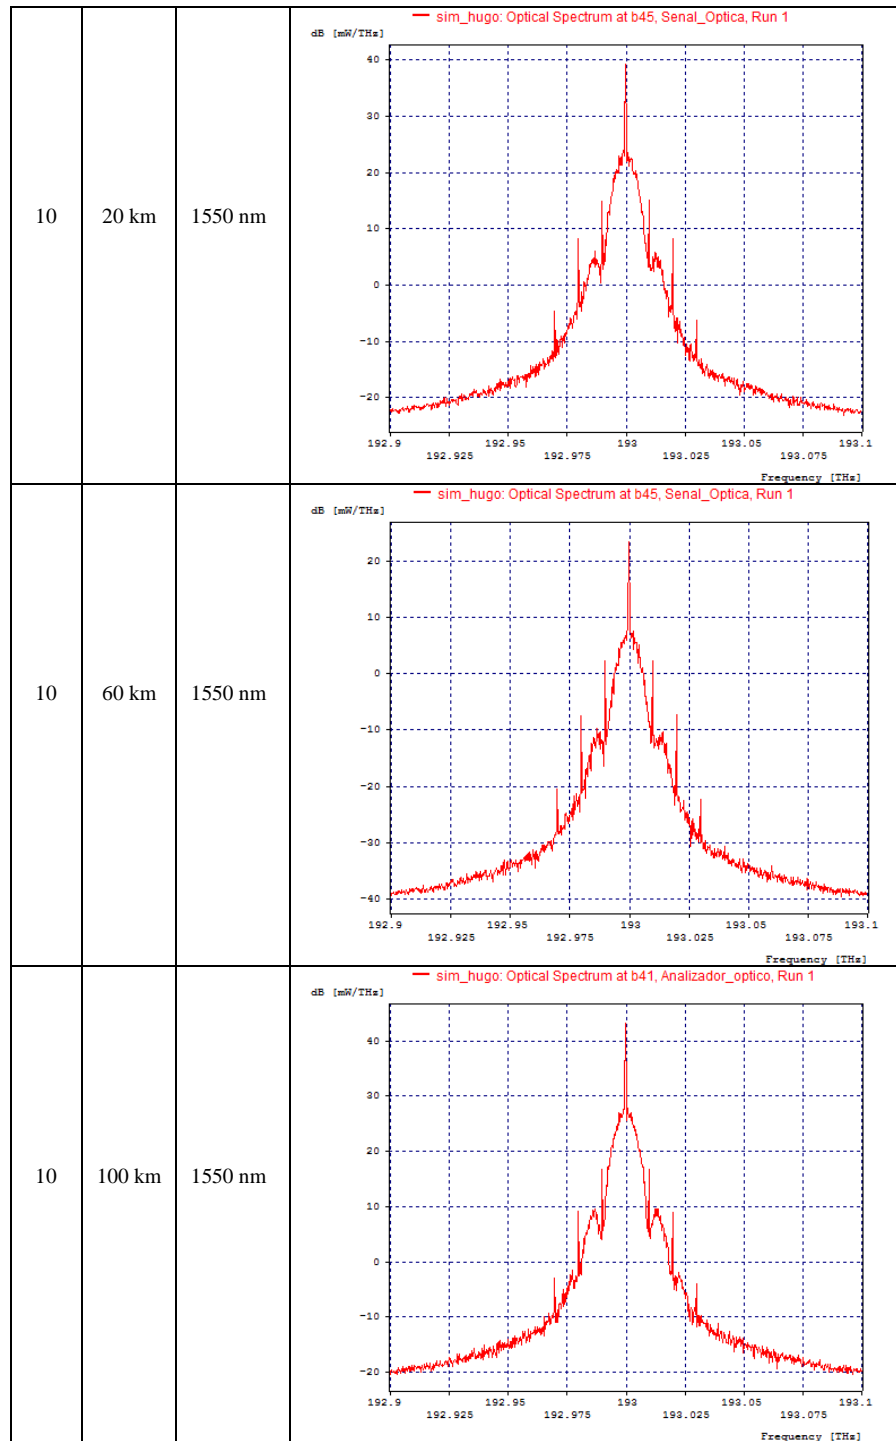 sim_hugo: Optical Spectrum at b45, Senal_Optica, Run 1
dB [mW/THz]
40
30
20
10
0
-10
-20
192.9 192.95 193 193.05 193.1
192.925 192.975 193.025 193.075
Frequency [THz]
10 20 km 1550 nm
sim_hugo: Optical Spectrum at b45, Senal_Optica, Run 1
dB [mW/THz]
20
10
0
-10
-20
-30
-40
192.9 192.95 193 193.05 193.1
192.925 192.975 193.025 193.075
Frequency [THz]
10 60 km 1550 nm
sim_hugo: Optical Spectrum at b41, Analizador_optico, Run 1
dB [mW/THz]
40
30
20
10
0
-10
-20
192.9 192.95 193 193.05 193.1
192.925 192.975 193.025 193.075
Frequency [THz]
10 100 km 1550 nm